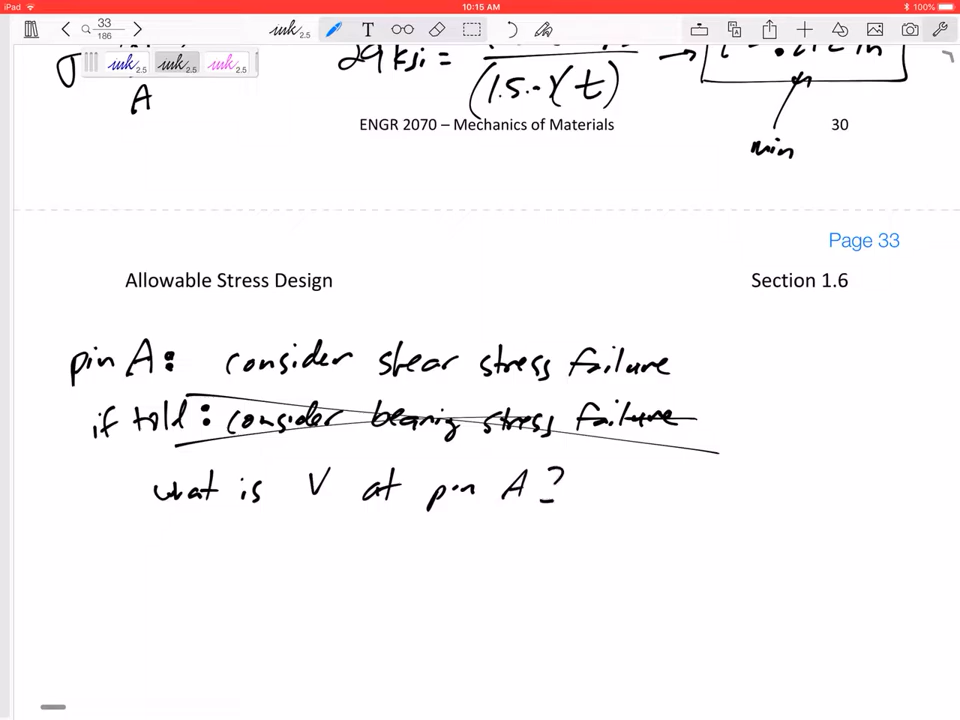 iPad 10:15 AM 100%
33
186
ink 2.5 T
ink 2.5 ink 2.5 ink 2.5
σ
A
29 ksi =
(1.5..)(t)
→
min
ENGR 2070 – Mechanics of Materials 30
Page 33
Allowable Stress Design Section 1.6
pin A: consider shear stress failure
if told: consider bearing stress failure
what is V at pin A?